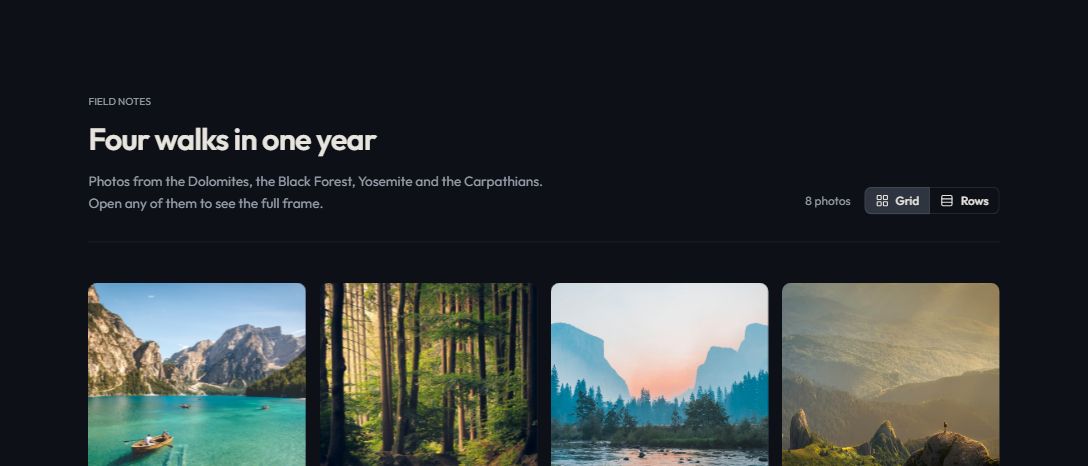 FIELD NOTES
Four walks in one year
Photos from the Dolomites, the Black Forest, Yosemite and the Carpathians.
Open any of them to see the full frame.
8 photos
Grid
Rows